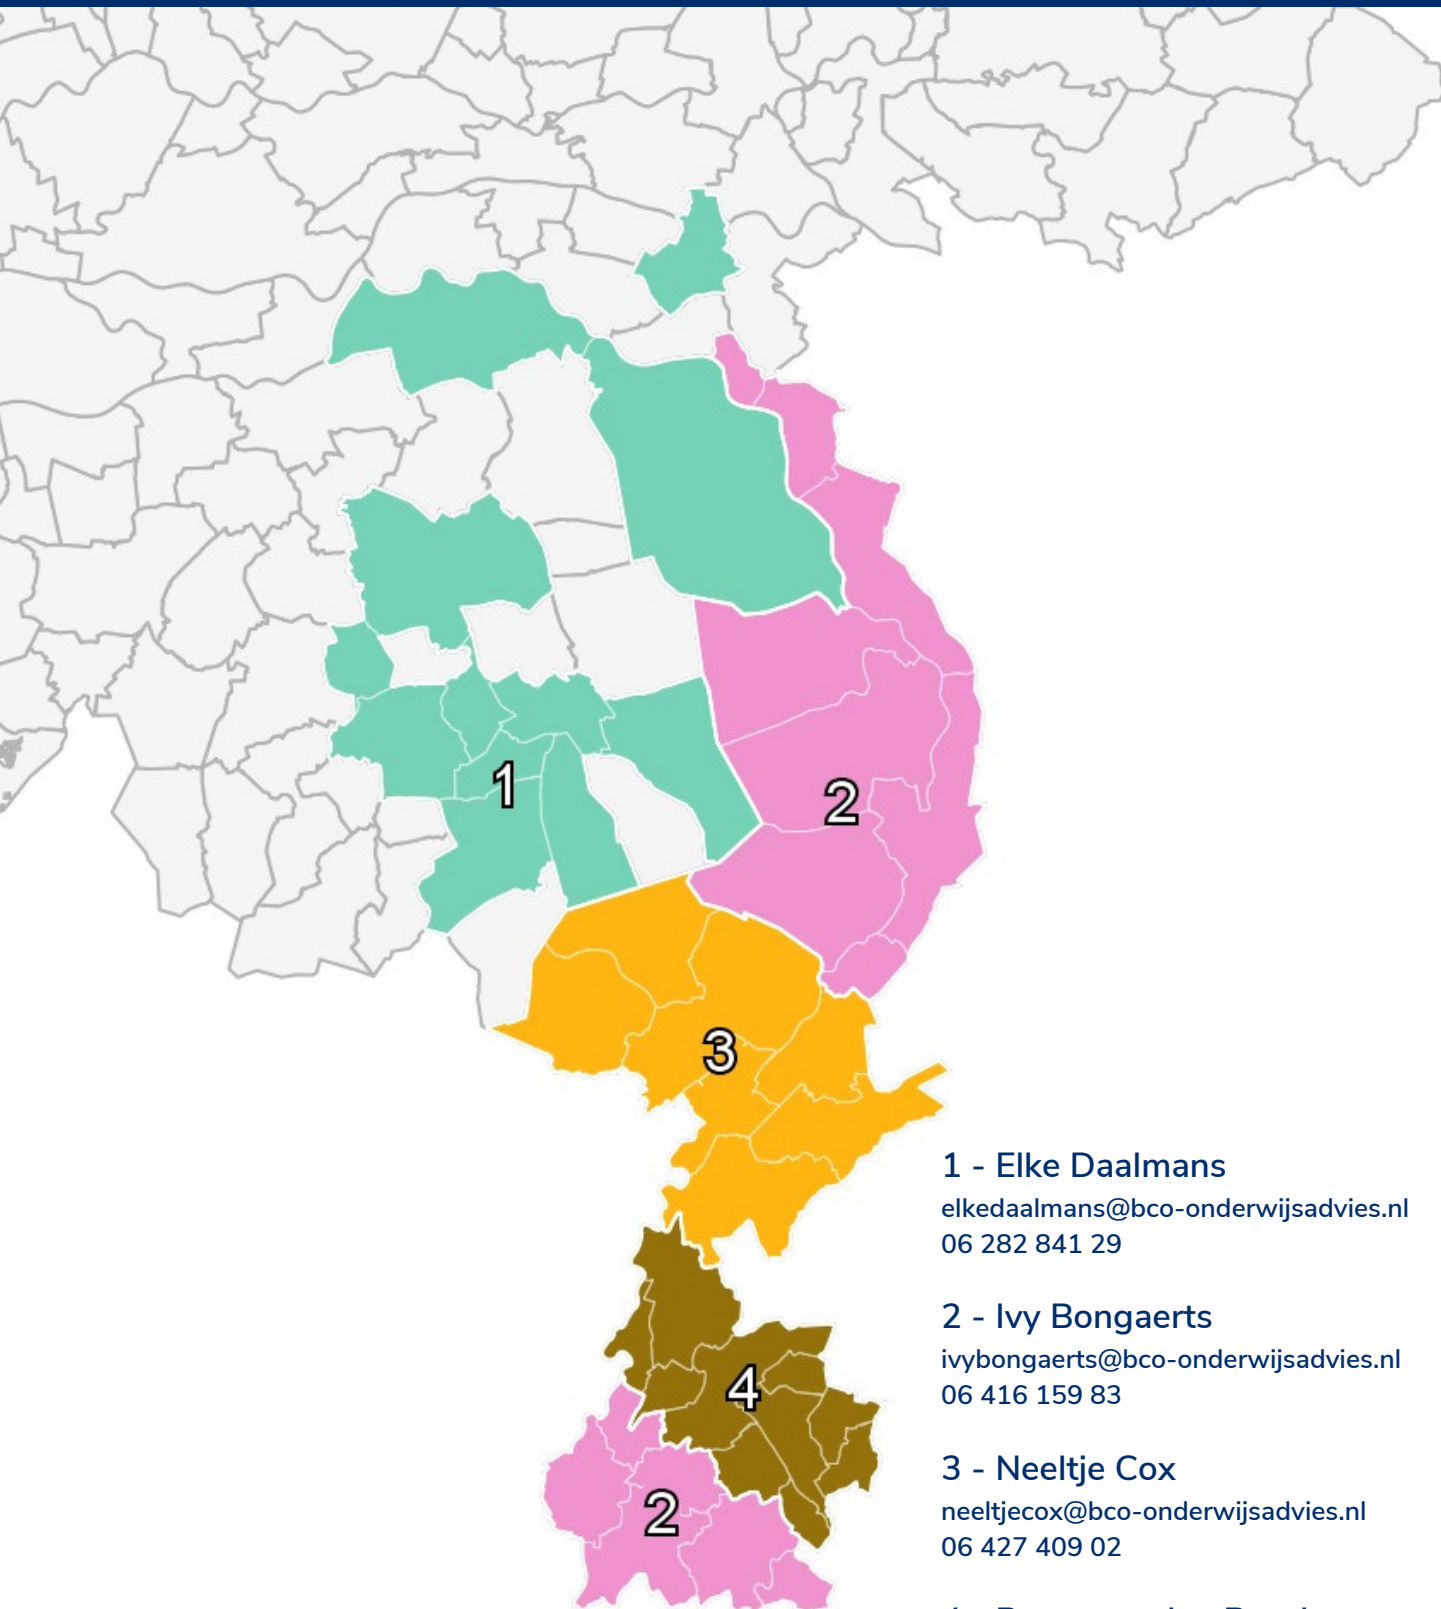 1
2
3
4
2
1 - Elke Daalmans
elkedaalmans@bco-onderwijsadvies.nl
06 282 841 29
2 - Ivy Bongaerts
ivybongaerts@bco-onderwijsadvies.nl
06 416 159 83
3 - Neeltje Cox
neeltjecox@bco-onderwijsadvies.nl
06 427 409 02